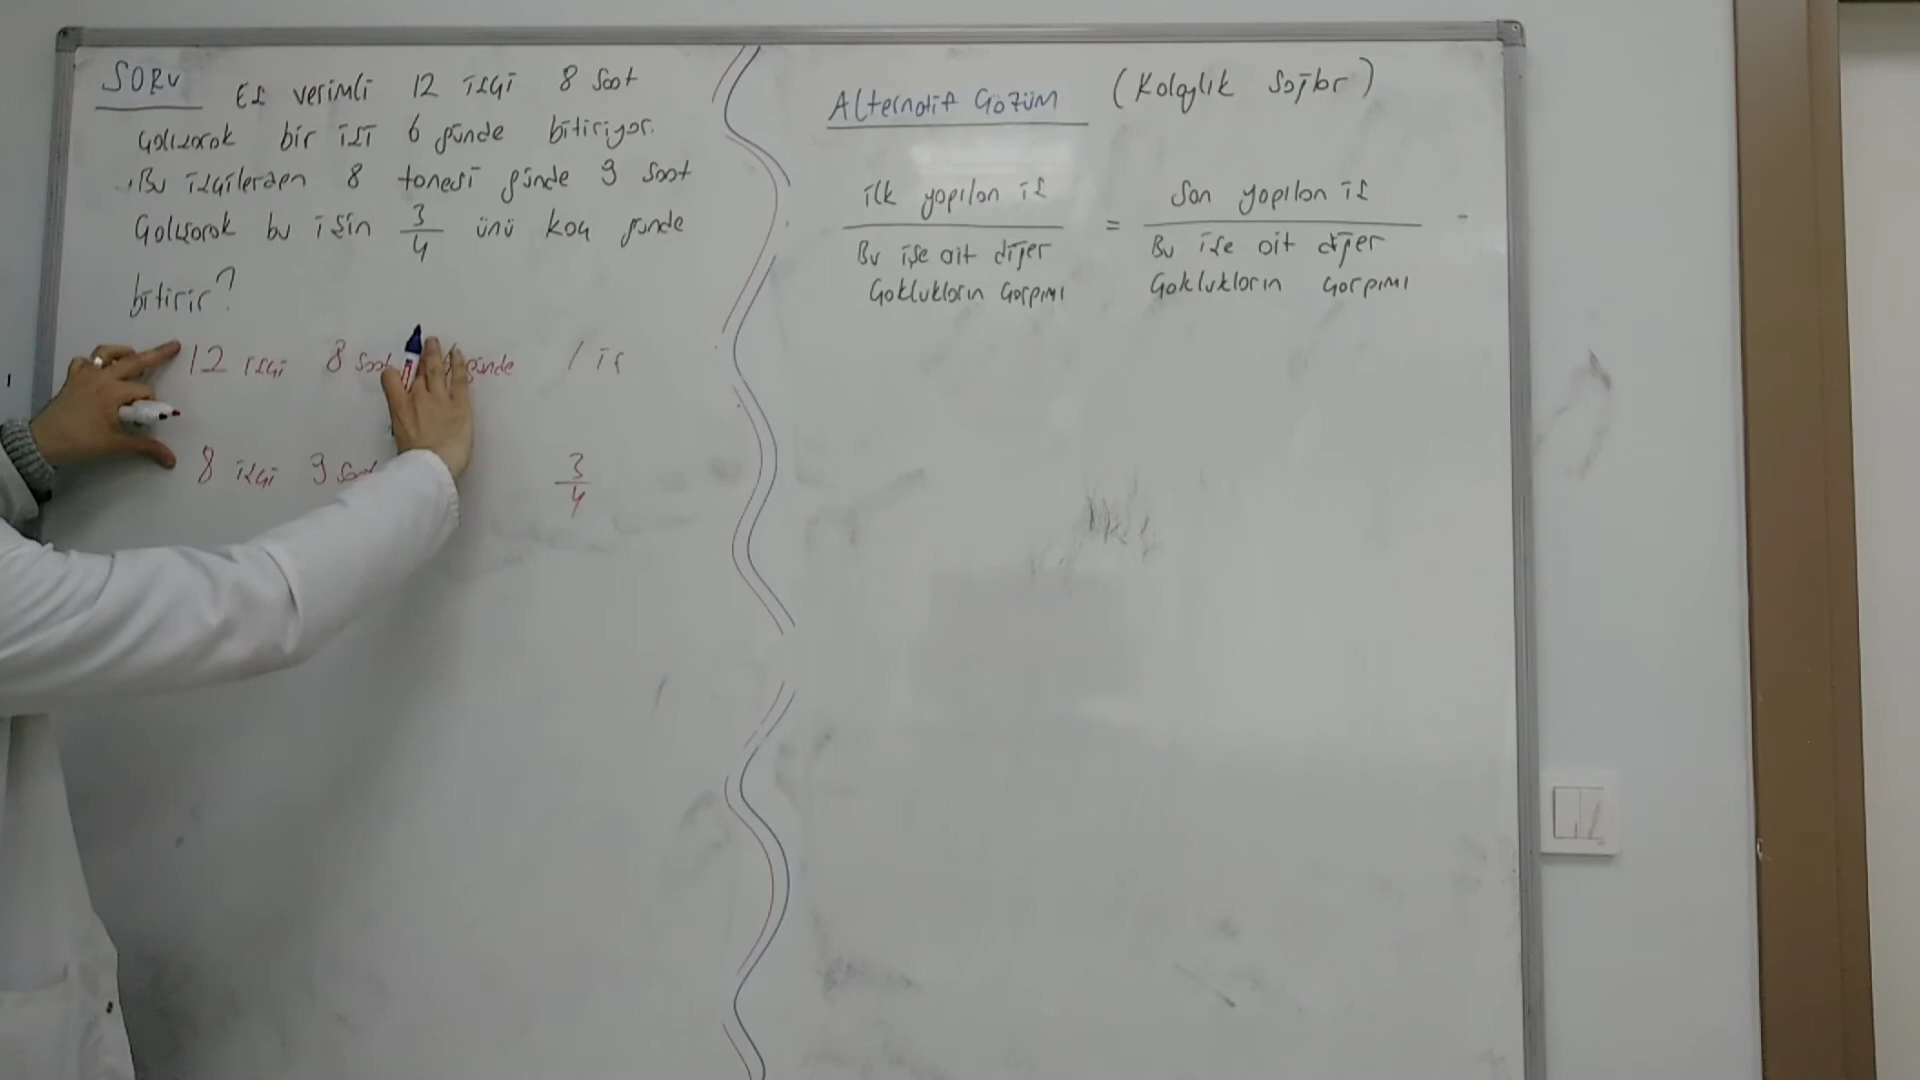 SORU Eş verimli 12 işçi 8 saat
Çalışarak bir işi 6 günde bitiriyor.
Bu işçilerden 8 tanesi günde 9 saat
Çalışarak bu işin 3/4 ünü kaç günde
bitirir?
12 işçi 8 saat günde 1 iş
8 işçi 9 saat 3/4
Alternatif Çözüm (Kolaylık Sağlar)
ilk yapılan iş = Son yapılan iş
Bu işe ait diğer Bu işe ait diğer
Çoklukların Çarpımı Çoklukların Çarpımı